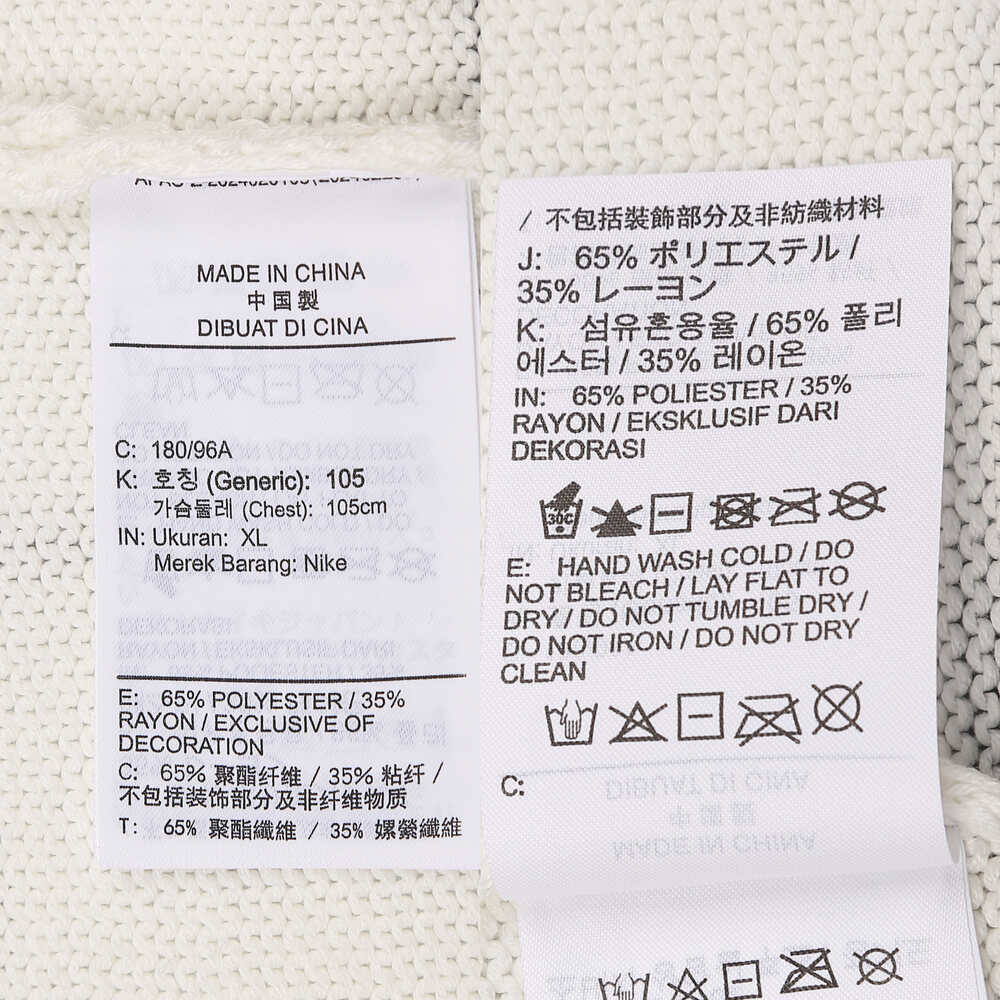 MADE IN CHINA
中国製
DIBUAT DI CINA
C: 180/96A
K: 호칭 (Generic): 105
가슴둘레 (Chest): 105cm
IN: Ukuran: XL
Merek Barang: Nike
E: 65% POLYESTER / 35%
RAYON / EXCLUSIVE OF
DECORATION
C: 65% 聚酯纤维 / 35% 粘纤 /
不包括装饰部分及非纤维物质
T: 65% 聚酯纖維 / 35% 嫘縈纖維
/ 不包括裝飾部分及非紡織材料
J: 65% ポリエステル /
35% レーヨン
K: 섬유혼용율 / 65% 폴리
에스터 / 35% 레이온
IN: 65% POLIESTER / 35%
RAYON / EKSKLUSIF DARI
DEKORASI
30C
E: HAND WASH COLD / DO
NOT BLEACH / LAY FLAT TO
DRY / DO NOT TUMBLE DRY /
DO NOT IRON / DO NOT DRY
CLEAN
C: